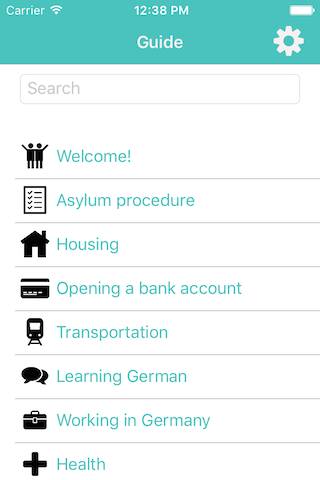 Carrier 12:38 PM
Guide
Search
Welcome!
Asylum procedure
Housing
Opening a bank account
Transportation
Learning German
Working in Germany
Health